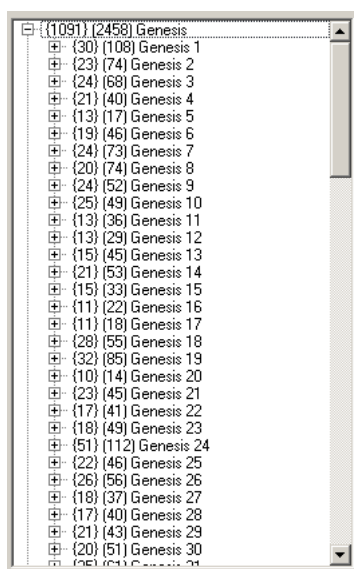 {1091} (2458) Genesis
{30} (108) Genesis 1
{23} (74) Genesis 2
{24} (68) Genesis 3
{21} (40) Genesis 4
{13} (17) Genesis 5
{19} (46) Genesis 6
{24} (73) Genesis 7
{20} (74) Genesis 8
{24} (52) Genesis 9
{25} (49) Genesis 10
{13} (36) Genesis 11
{13} (29) Genesis 12
{15} (45) Genesis 13
{21} (53) Genesis 14
{15} (33) Genesis 15
{11} (22) Genesis 16
{11} (18) Genesis 17
{28} (55) Genesis 18
{32} (85) Genesis 19
{10} (14) Genesis 20
{23} (45) Genesis 21
{17} (41) Genesis 22
{18} (49) Genesis 23
{51} (112) Genesis 24
{22} (46) Genesis 25
{26} (56) Genesis 26
{18} (37) Genesis 27
{17} (40) Genesis 28
{21} (43) Genesis 29
{20} (51) Genesis 30
{25} (61) Genesis 31